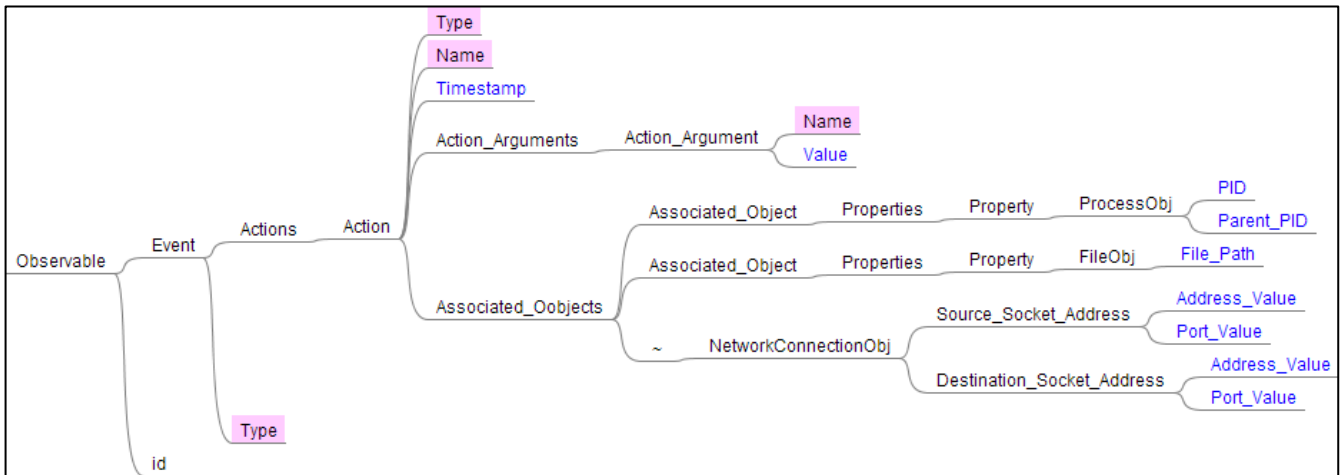 Type
Name
Timestamp
Action_Arguments Action_Argument Name
Value
Observable Event Actions Action
Associated_Oobjects
Associated_Object Properties Property ProcessObj PID
Parent_PID
Associated_Object Properties Property FileObj File_Path
~ NetworkConnectionObj Source_Socket_Address Address_Value
Port_Value
Destination_Socket_Address Address_Value
Port_Value
Type
id